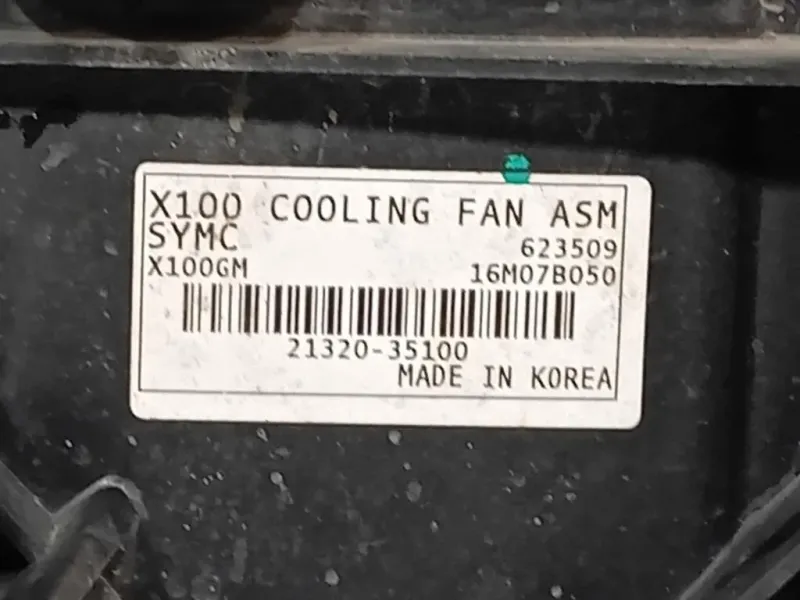 X100 COOLING FAN ASM
SYMC 623509
X100GM 16M07B050
21320-35100
MADE IN KOREA